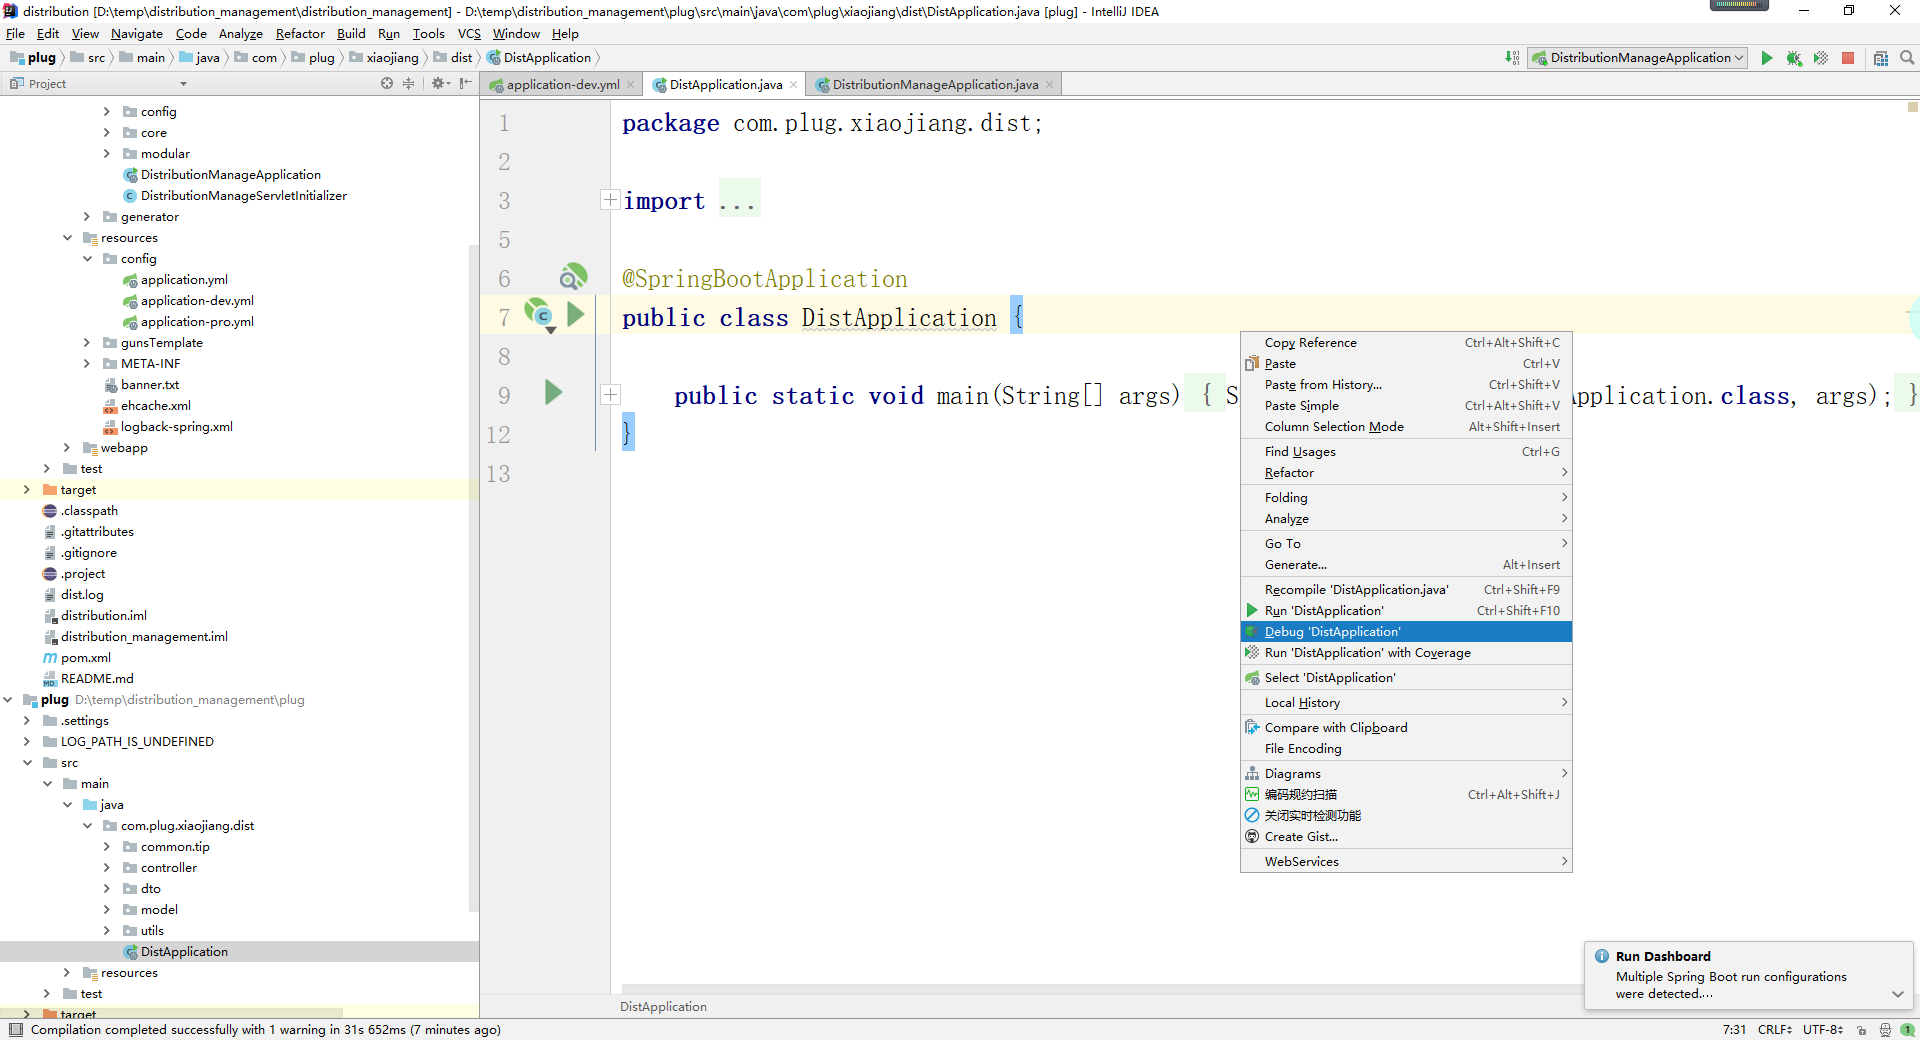 distribution [D:\temp\distribution_management\distribution_management] - D:\temp\distribution_management\plug\src\main\java\com\plug\xiaojiang\dist\DistApplication.java [plug] - IntelliJ IDEA
File Edit View Navigate Code Analyze Refactor Build Run Tools VCS Window Help
plug src main java com plug xiaojiang dist DistApplication
DistributionManageApplication
Project
application-dev.yml DistApplication.java DistributionManageApplication.java
config
core
modular
DistributionManageApplication
DistributionManageServletInitializer
generator
resources
config
application.yml
application-dev.yml
application-pro.yml
gunsTemplate
META-INF
banner.txt
ehcache.xml
logback-spring.xml
webapp
test
target
.classpath
.gitattributes
.gitignore
.project
dist.log
distribution.iml
distribution_management.iml
pom.xml
README.md
plug D:\temp\distribution_management\plug
.settings
LOG_PATH_IS_UNDEFINED
src
main
java
com.plug.xiaojiang.dist
common.tip
controller
dto
model
utils
DistApplication
resources
test
target
1 package com.plug.xiaojiang.dist;
2
3 import ...
5
6 @SpringBootApplication
7 public class DistApplication {
8
9 public static void main(String[] args) { S
Application.class, args); }
12 }
13
Copy Reference Ctrl+Alt+Shift+C
Paste Ctrl+V
Paste from History... Ctrl+Shift+V
Paste Simple Ctrl+Alt+Shift+V
Column Selection Mode Alt+Shift+Insert
Find Usages Ctrl+G
Refactor
Folding
Analyze
Go To
Generate... Alt+Insert
Recompile 'DistApplication.java' Ctrl+Shift+F9
Run 'DistApplication' Ctrl+Shift+F10
Debug 'DistApplication'
Run 'DistApplication' with Coverage
Select 'DistApplication'
Local History
Compare with Clipboard
File Encoding
Diagrams
编码规约扫描 Ctrl+Alt+Shift+J
关闭实时检测功能
Create Gist...
WebServices
Run Dashboard
Multiple Spring Boot run configurations
were detected....
DistApplication
Compilation completed successfully with 1 warning in 31s 652ms (7 minutes ago)
7:31 CRLF UTF-8 1